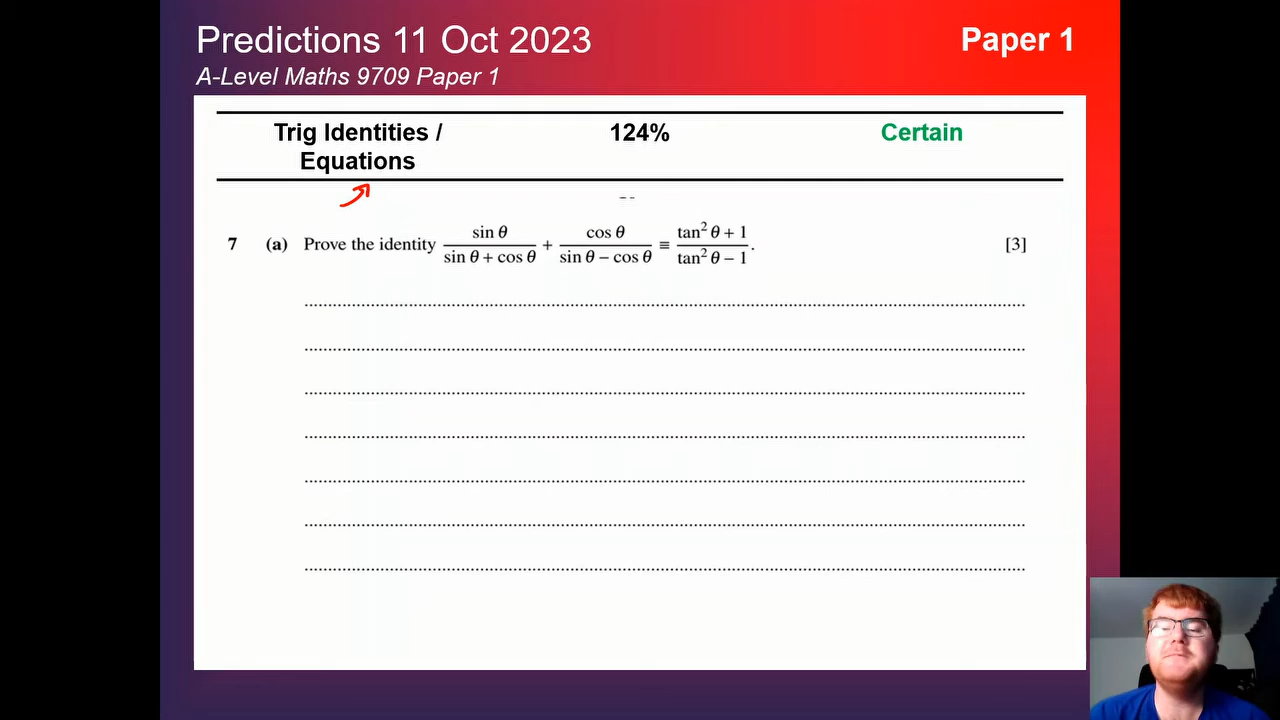 Predictions 11 Oct 2023
Paper 1
A-Level Maths 9709 Paper 1
Trig Identities / 124% Certain
Equations
7 (a) Prove the identity sin θ/(sin θ + cos θ) + cos θ/(sin θ − cos θ) ≡ (tan² θ + 1)/(tan² θ − 1). [3]